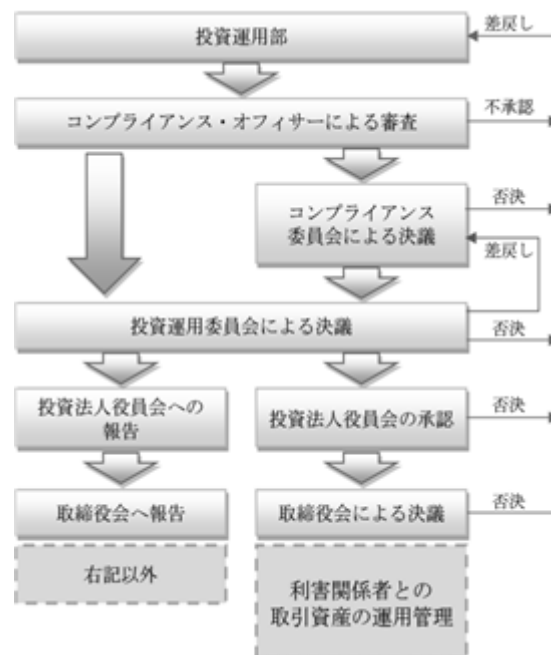 投資運用部
差戻し
コンプライアンス・オフィサーによる審査
不承認
コンプライアンス
委員会による決議
否決
差戻し
投資運用委員会による決議
否決
投資法人役員会への
報告
投資法人役員会の承認
否決
取締役会へ報告
取締役会による決議
否決
右記以外
利害関係者との
取引資産の運用管理